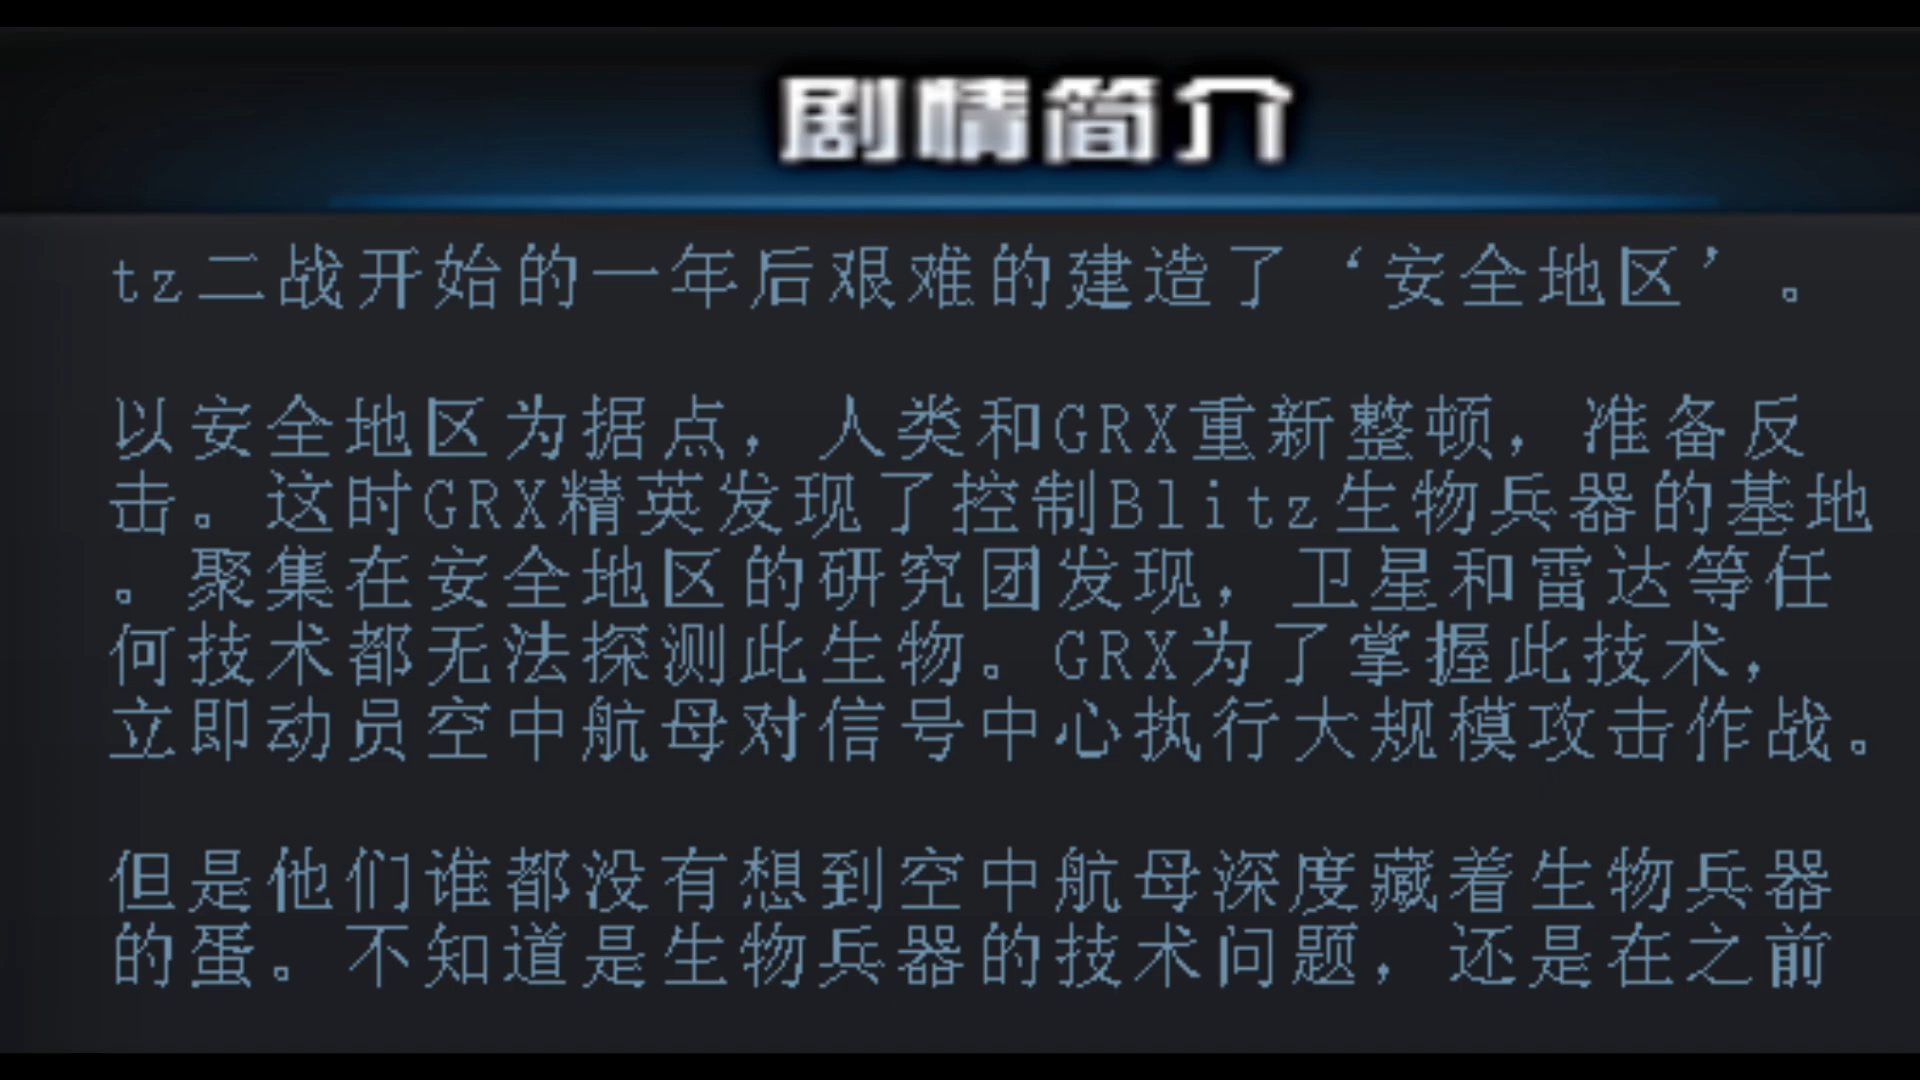 剧情简介
tz二战开始的一年后艰难的建造了‘安全地区’。
以安全地区为据点，人类和GRX重新整顿，准备反
击。这时GRX精英发现了控制Blitz生物兵器的基地
。聚集在安全地区的研究团发现，卫星和雷达等任
何技术都无法探测此生物。GRX为了掌握此技术，
立即动员空中航母对信号中心执行大规模攻击作战。
但是他们谁都没有想到空中航母深度藏着生物兵器
的蛋。不知道是生物兵器的技术问题，还是在之前